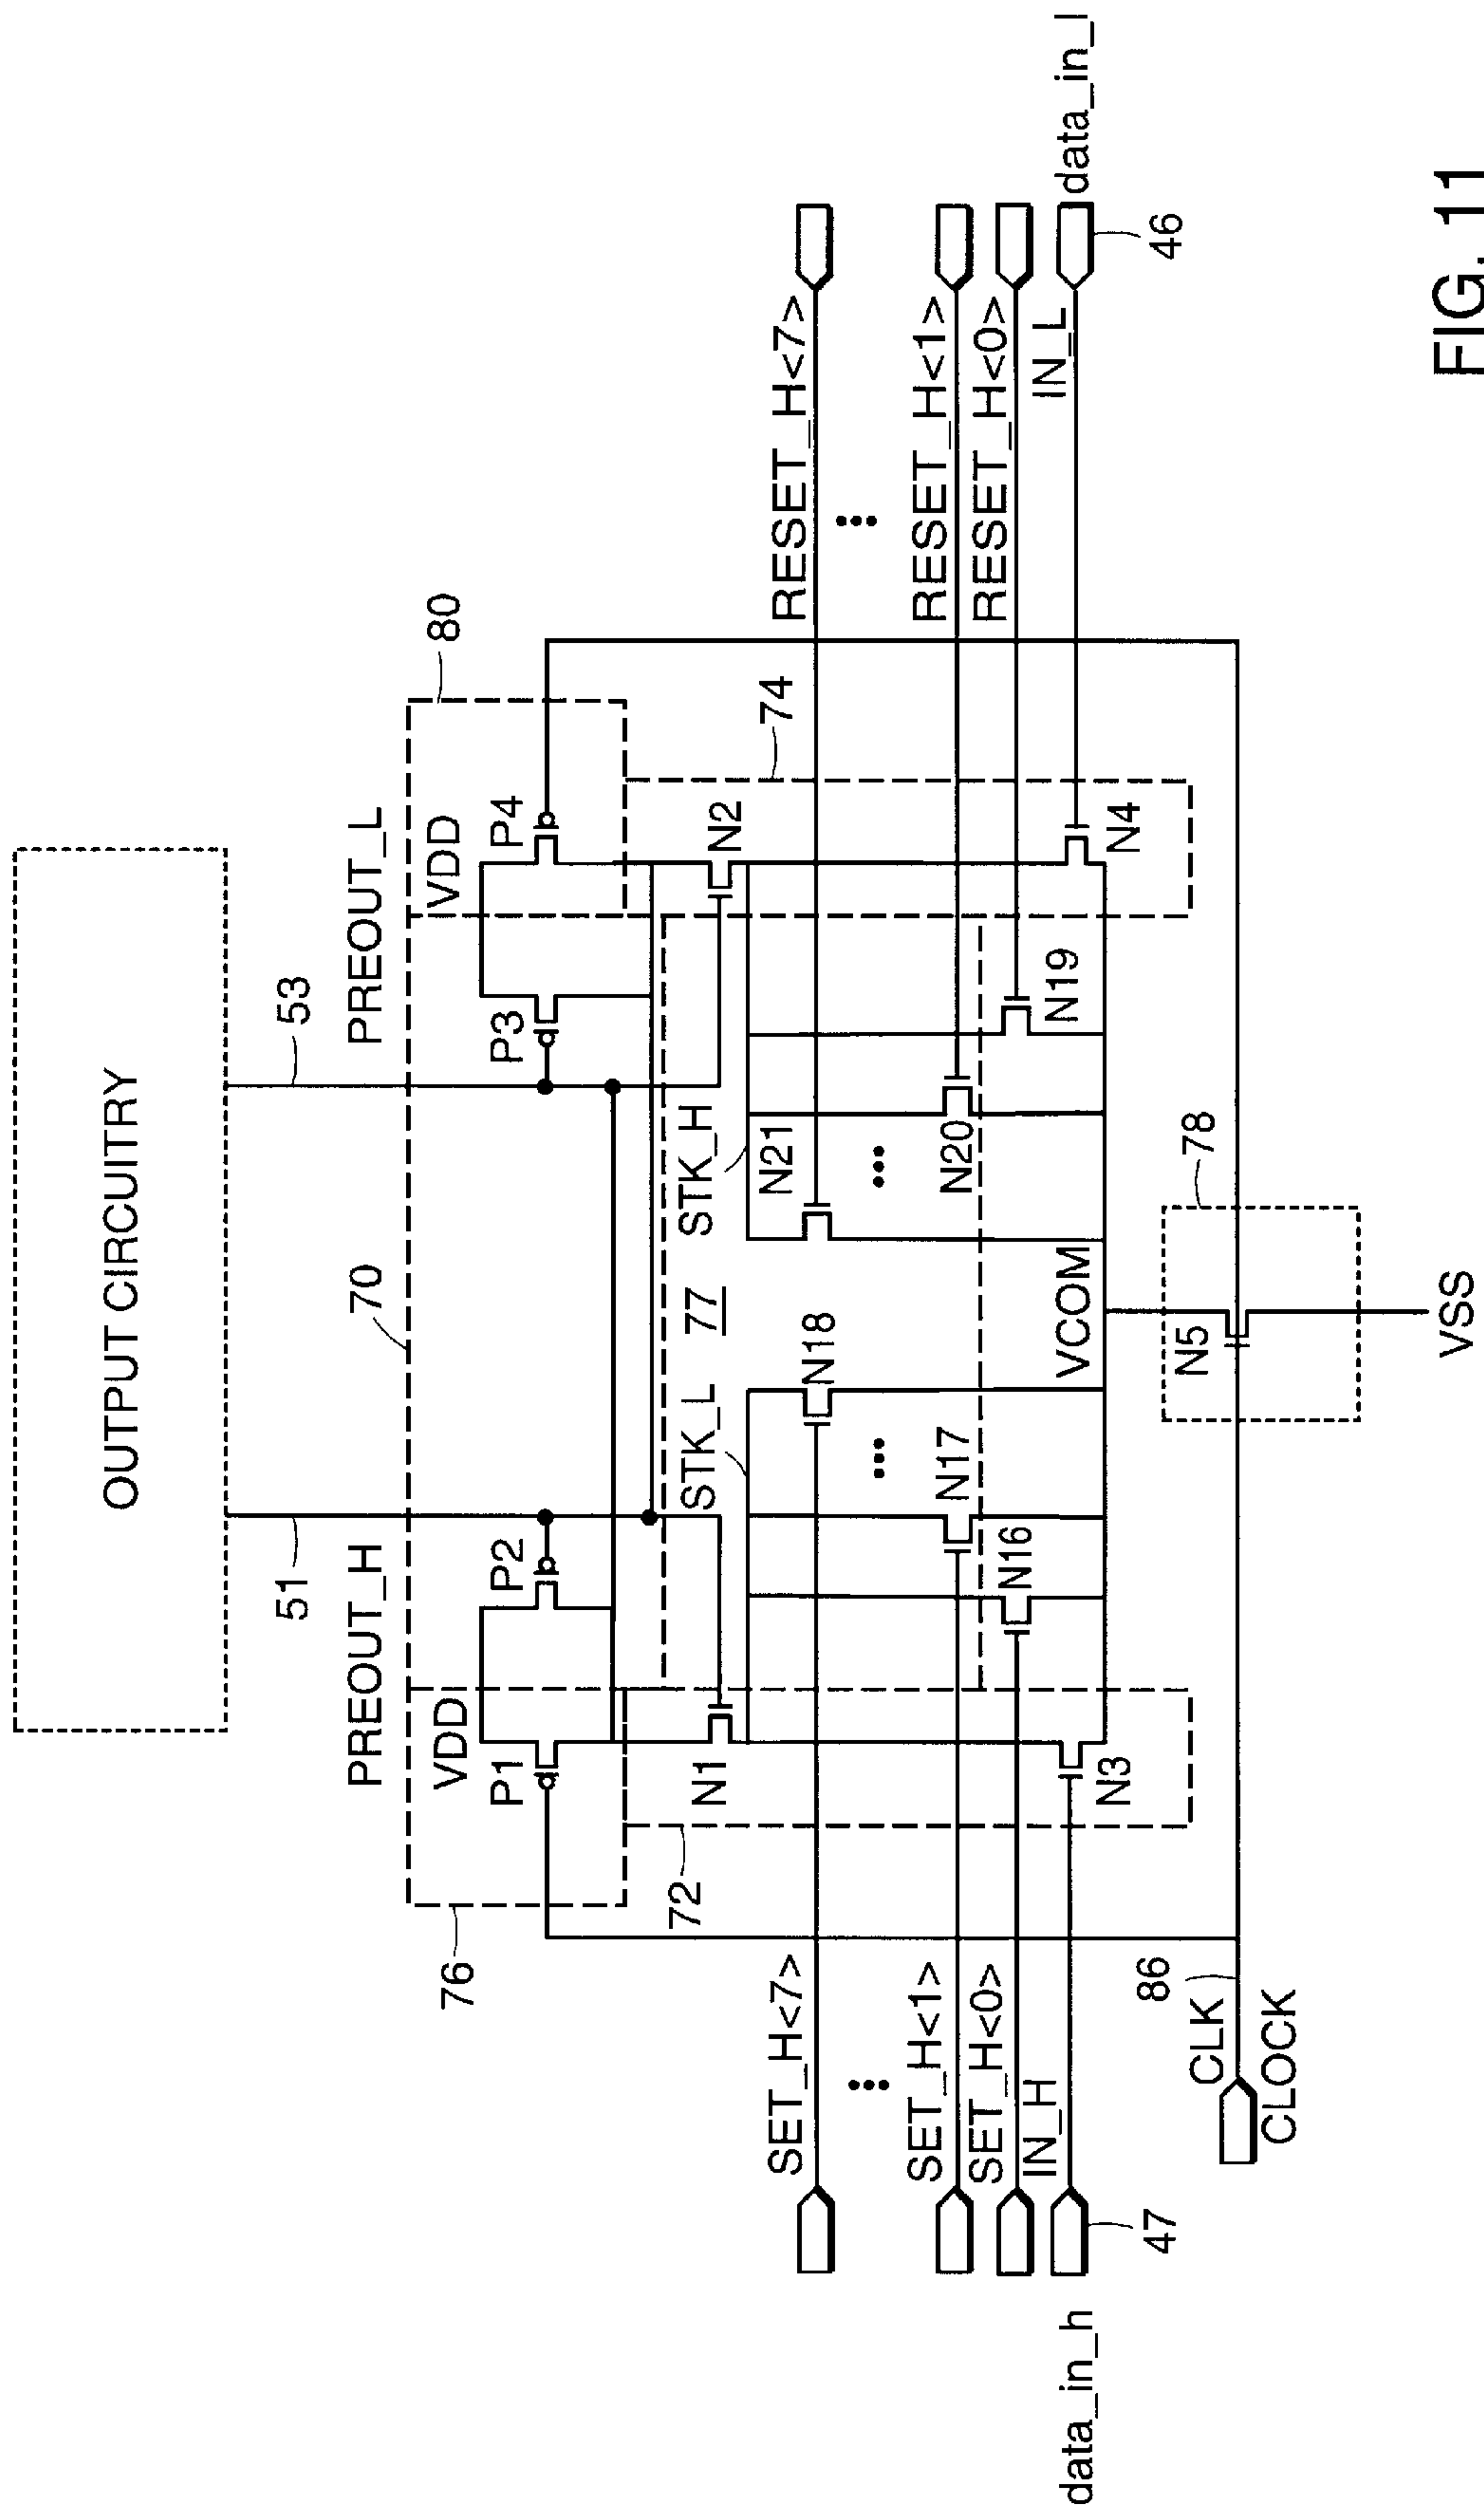 OUTPUT CIRCUITRY
51
53
70
PREOUT_H
PREOUT_L
76
80
VDD
VDD
P1
P2
P3
P4
72
74
N1
N2
STK_L
77
STK_H
SET_H<7>
N18
N21
RESET_H<7>
SET_H<1>
N17
N20
RESET_H<1>
SET_H<0>
N16
N19
RESET_H<0>
data_in_h
47
IN_H
N3
VCOM
N4
IN_L
46
data_in_l
CLK
86
CLOCK
N5
78
VSS
FIG. 11